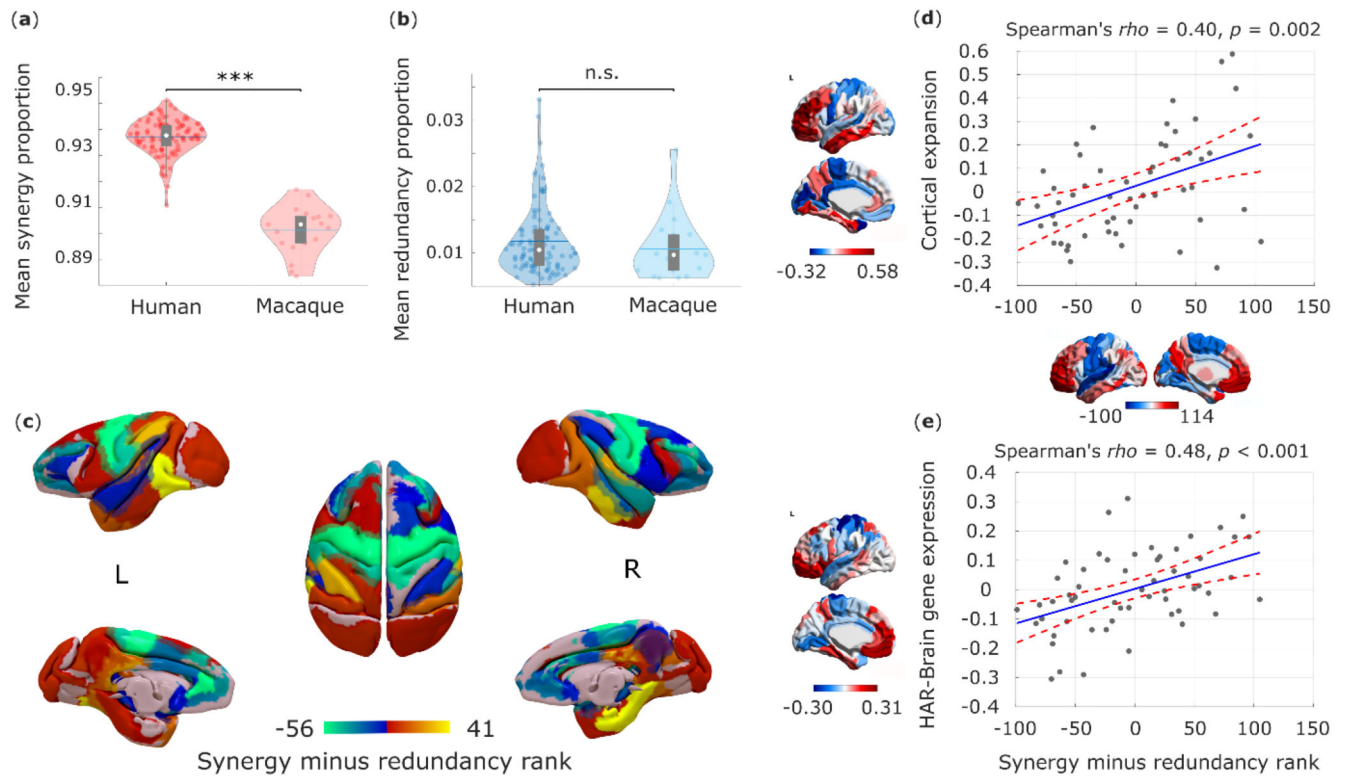 (a)
Mean synergy proportion
0.95
0.93
0.91
0.89
***
Human Macaque
(b)
Mean redundancy proportion
0.03
0.02
0.01
n.s.
Human Macaque
L
-0.32 0.58
(d)
Spearman's rho = 0.40, p = 0.002
Cortical expansion
0.6
0.5
0.4
0.3
0.2
0.1
0
-0.1
-0.2
-0.3
-0.4
-100 -50 0 50 100 150
-100 114
(c)
L
R
-56 41
Synergy minus redundancy rank
L
-0.30 0.31
(e)
Spearman's rho = 0.48, p < 0.001
HAR-Brain gene expression
0.4
0.3
0.2
0.1
0
-0.1
-0.2
-0.3
-0.4
-100 -50 0 50 100 150
Synergy minus redundancy rank